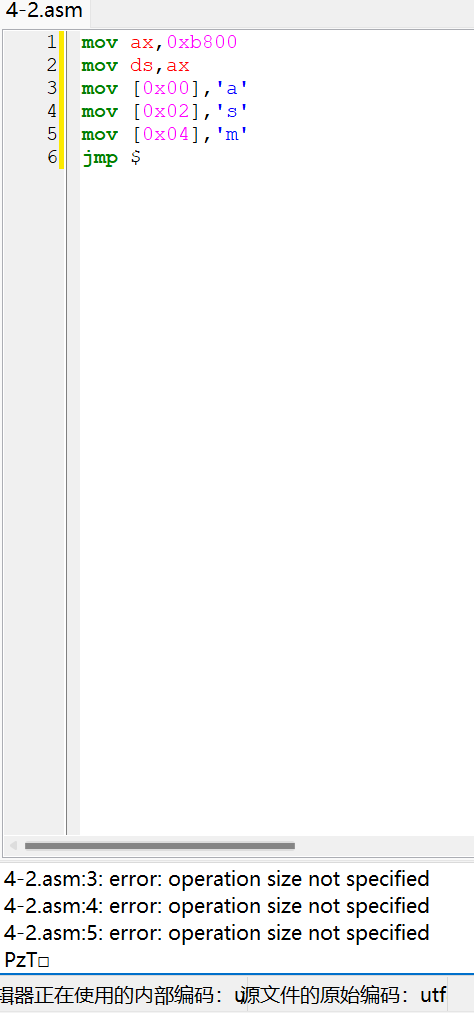 4-2.asm
1 mov ax,0xb800
2 mov ds,ax
3 mov [0x00],'a'
4 mov [0x02],'s'
5 mov [0x04],'m'
6 jmp $
4-2.asm:3: error: operation size not specified
4-2.asm:4: error: operation size not specified
4-2.asm:5: error: operation size not specified
PzT□
辑器正在使用的内部编码：u 源文件的原始编码：utf